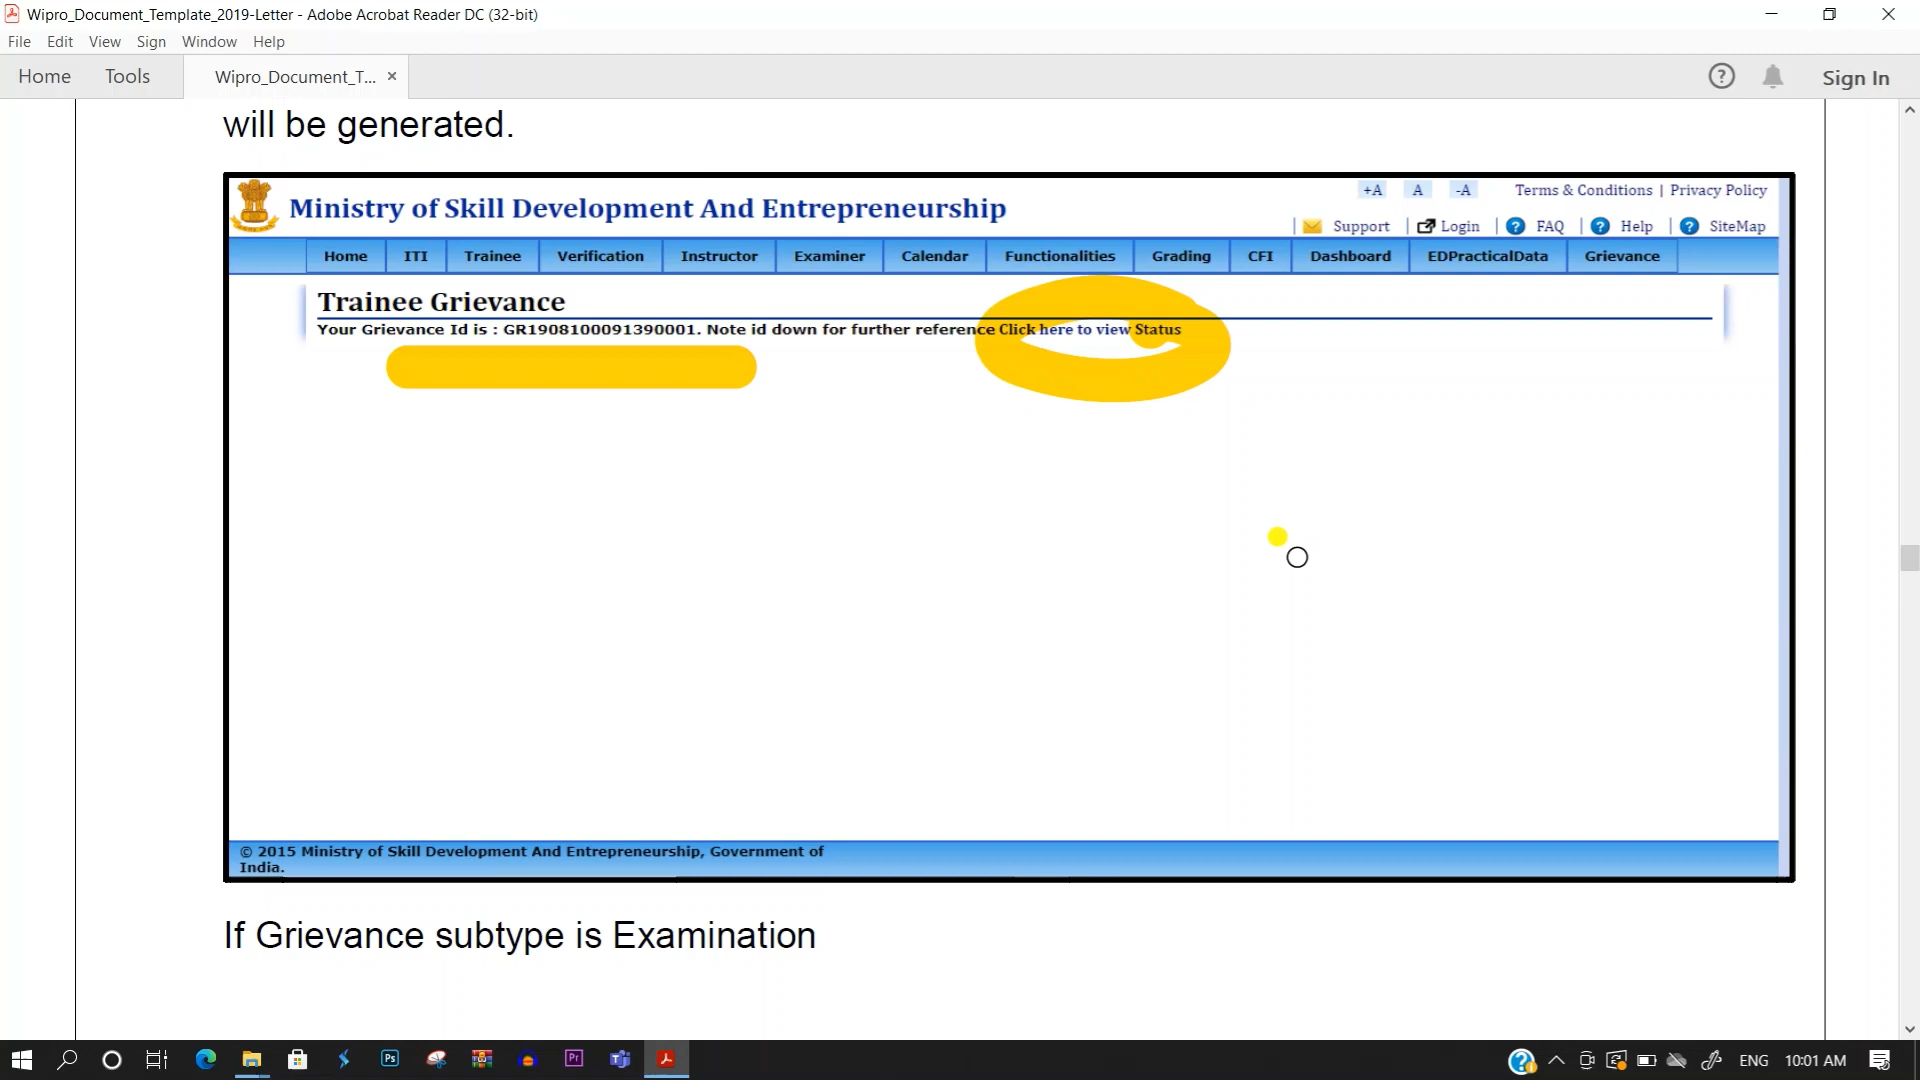 Wipro_Document_Template_2019-Letter - Adobe Acrobat Reader DC (32-bit)
File Edit View Sign Window Help
Home Tools Wipro_Document_T... × Sign In
will be generated.
+A A -A Terms & Conditions | Privacy Policy
Ministry of Skill Development And Entrepreneurship
| Support | Login | FAQ | Help | SiteMap
Home ITI Trainee Verification Instructor Examiner Calendar Functionalities Grading CFI Dashboard EDPracticalData Grievance
Trainee Grievance
Your Grievance Id is : GR1908100091390001. Note id down for further reference Click here to view Status
© 2015 Ministry of Skill Development And Entrepreneurship, Government of
India.
If Grievance subtype is Examination
Ps Pr ENG 10:01 AM